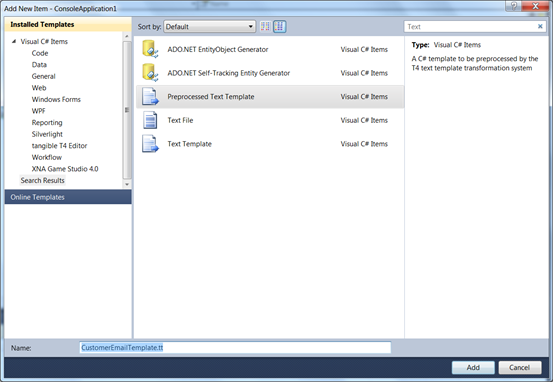 Add New Item - ConsoleApplication1
Installed Templates
Visual C# Items
Code
Data
General
Web
Windows Forms
WPF
Reporting
Silverlight
tangible T4 Editor
Workflow
XNA Game Studio 4.0
Search Results
Online Templates
Sort by: Default
ADO.NET EntityObject Generator Visual C# Items
ADO.NET Self-Tracking Entity Generator Visual C# Items
Preprocessed Text Template Visual C# Items
Text File Visual C# Items
Text Template Visual C# Items
Text
Type: Visual C# Items
A C# template to be preprocessed by the
T4 text template transformation system
Name: CustomerEmailTemplate.tt
Add Cancel